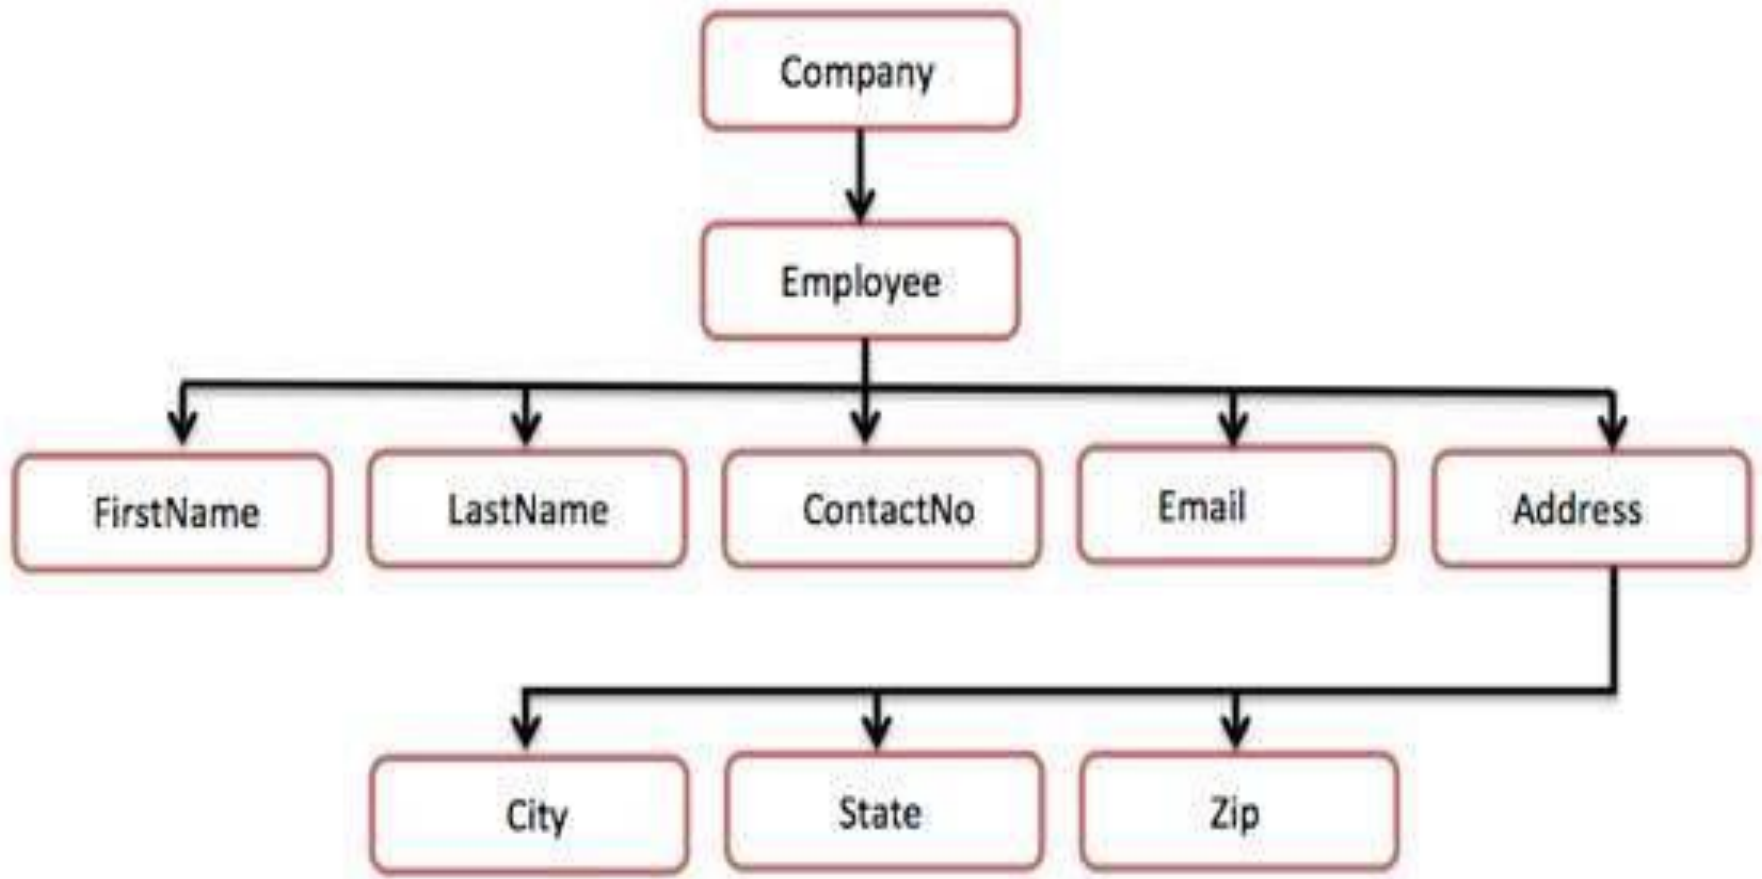 Company
Employee
FirstName
LastName
ContactNo
Email
Address
City
State
Zip